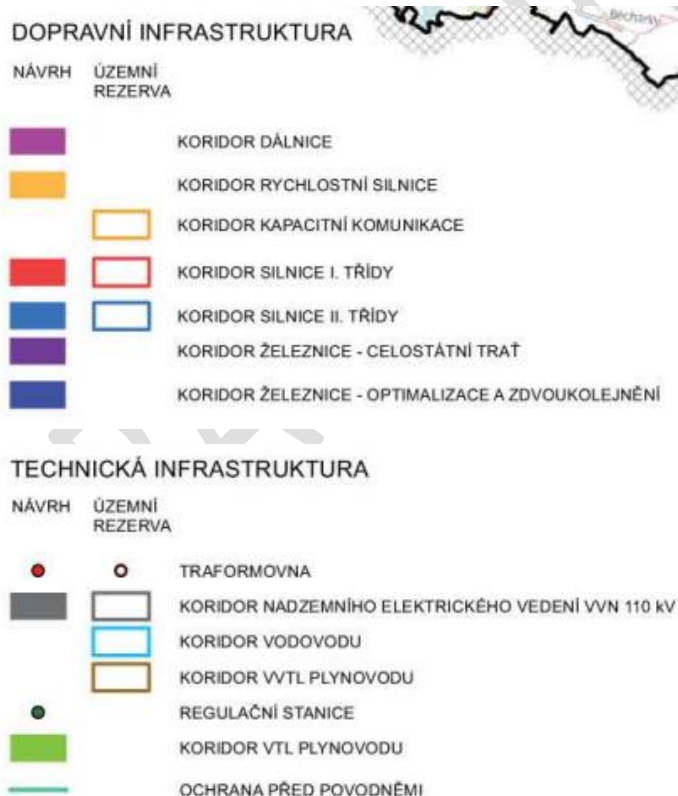 Bechary
DOPRAVNÍ INFRASTRUKTURA
NÁVRH ÚZEMNÍ
REZERVA
KORIDOR DÁLNICE
KORIDOR RYCHLOSTNÍ SILNICE
KORIDOR KAPACITNÍ KOMUNIKACE
KORIDOR SILNICE I. TŘÍDY
KORIDOR SILNICE II. TŘÍDY
KORIDOR ŽELEZNICE - CELOSTÁTNÍ TRAŤ
KORIDOR ŽELEZNICE - OPTIMALIZACE A ZDVOUKOLEJNĚNÍ
TECHNICKÁ INFRASTRUKTURA
NÁVRH ÚZEMNÍ
REZERVA
TRAFORMOVNA
KORIDOR NADZEMNÍHO ELEKTRICKÉHO VEDENÍ VVN 110 kV
KORIDOR VODOVODU
KORIDOR VVTL PLYNOVODU
REGULAČNÍ STANICE
KORIDOR VTL PLYNOVODU
OCHRANA PŘED POVODNĚMI